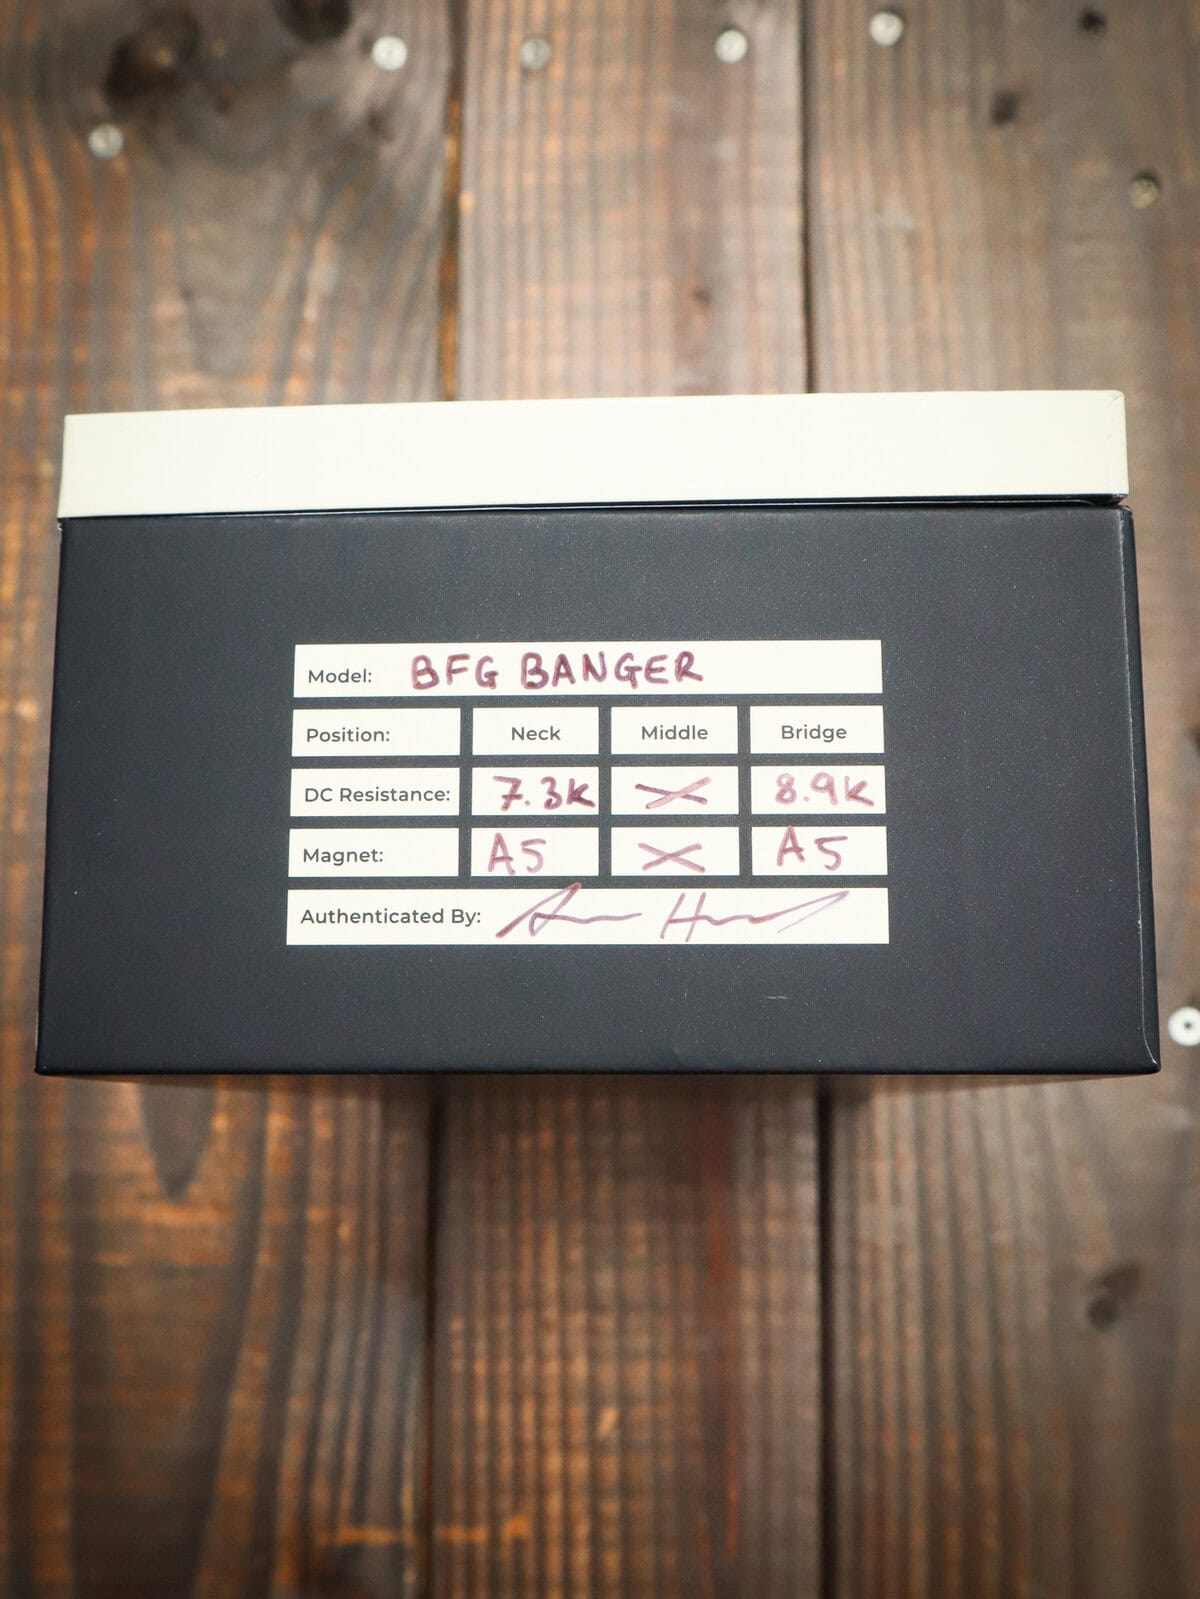 Model: BFG BANGER
Position: Neck Middle Bridge
DC Resistance: 7.3K X 8.9K
Magnet: A5 X A5
Authenticated By: